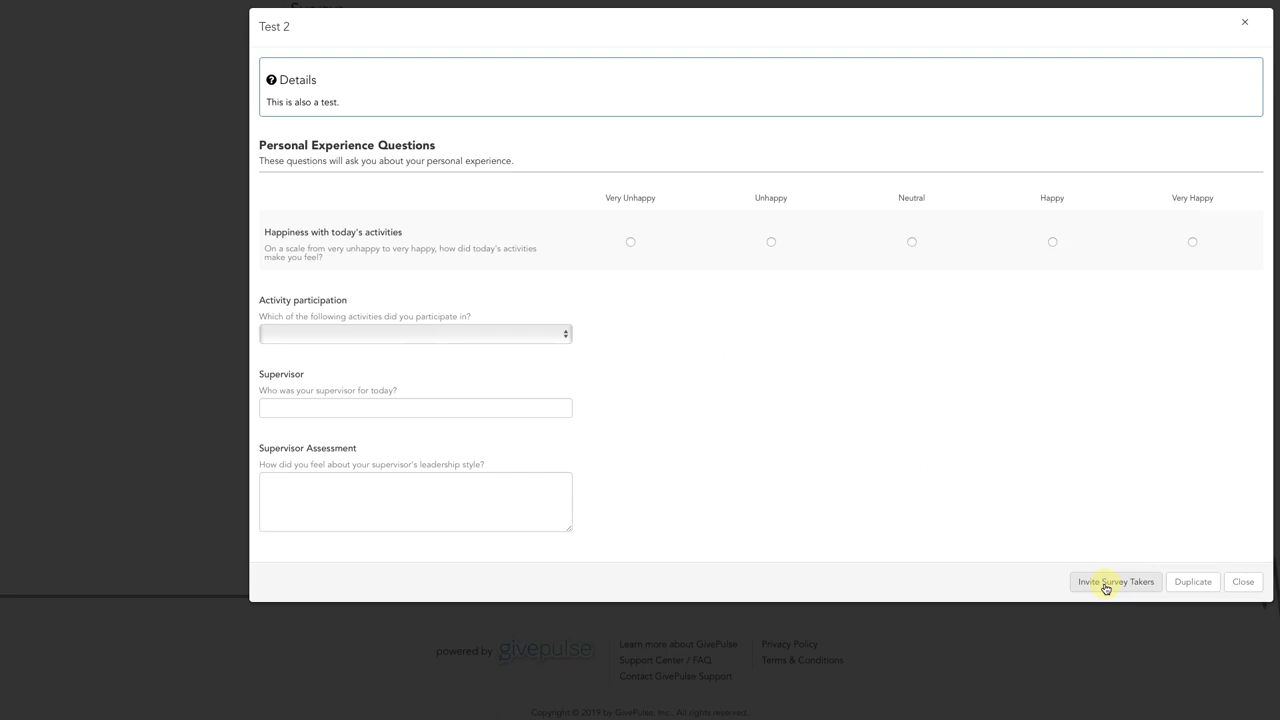 Test 2
×
Details
This is also a test.
Personal Experience Questions
These questions will ask you about your personal experience.
Very Unhappy Unhappy Neutral Happy Very Happy
Happiness with today's activities
On a scale from very unhappy to very happy, how did today's activities
make you feel?
Activity participation
Which of the following activities did you participate in?
Supervisor
Who was your supervisor for today?
Supervisor Assessment
How did you feel about your supervisor's leadership style?
Invite Survey Takers Duplicate Close
powered by givepulse
Learn more about GivePulse
Support Center / FAQ
Contact GivePulse Support
Privacy Policy
Terms & Conditions
Copyright © 2019 by GivePulse, Inc., All rights reserved.